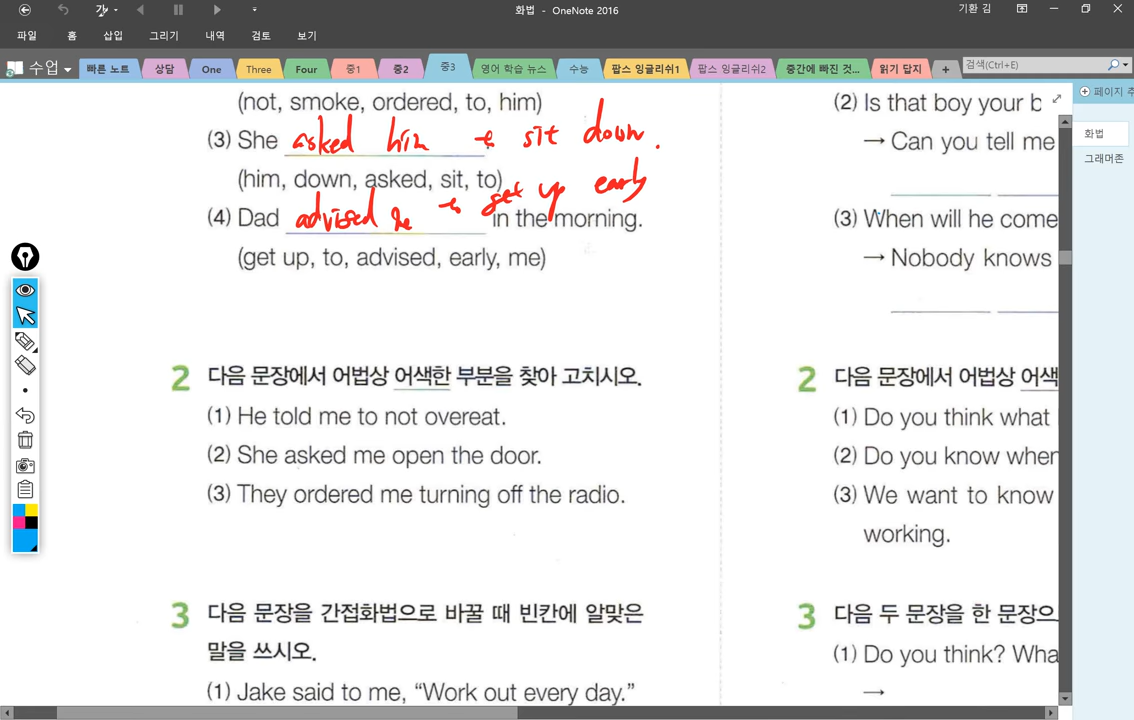 화법 - OneNote 2016
기환 김
파일 홈 삽입 그리기 내역 검토 보기
수업 빠른 노트 상담 One Three Four 중1 중2 중3 영어 학습 뉴스 수능 팝스 잉글리쉬1 팝스 잉글리쉬2 중간에 빠진 것... 읽기 답지 + 검색(Ctrl+E)
(not, smoke, ordered, to, him)
(3) She asked him to sit down.
(him, down, asked, sit, to)
(4) Dad advised me to get up early in the morning.
(get up, to, advised, early, me)
2 다음 문장에서 어법상 어색한 부분을 찾아 고치시오.
(1) He told me to not overeat.
(2) She asked me open the door.
(3) They ordered me turning off the radio.
3 다음 문장을 간접화법으로 바꿀 때 빈칸에 알맞은
말을 쓰시오.
(1) Jake said to me, “Work out every day.”
(2) Is that boy your b
→ Can you tell me
(3) When will he come
→ Nobody knows
2 다음 문장에서 어법상 어색
(1) Do you think what
(2) Do you know when
(3) We want to know
working.
3 다음 두 문장을 한 문장으
(1) Do you think? Wha
→
페이지 추
화법
그래머존